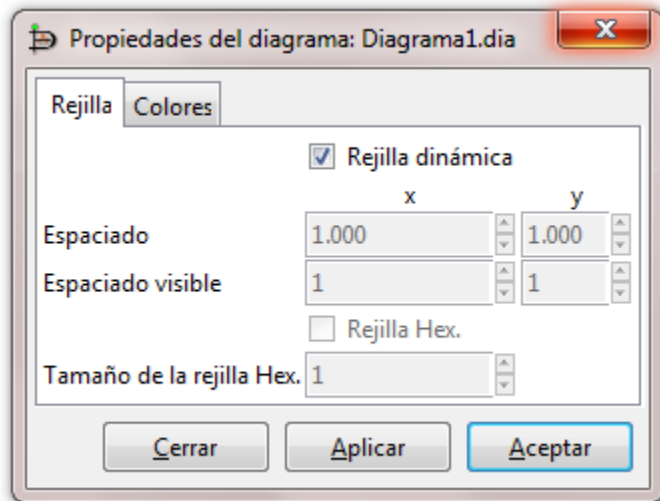 Propiedades del diagrama: Diagrama1.dia
Rejilla Colores
Rejilla dinámica
x y
Espaciado 1.000 1.000
Espaciado visible 1 1
Rejilla Hex.
Tamaño de la rejilla Hex. 1
Cerrar Aplicar Aceptar